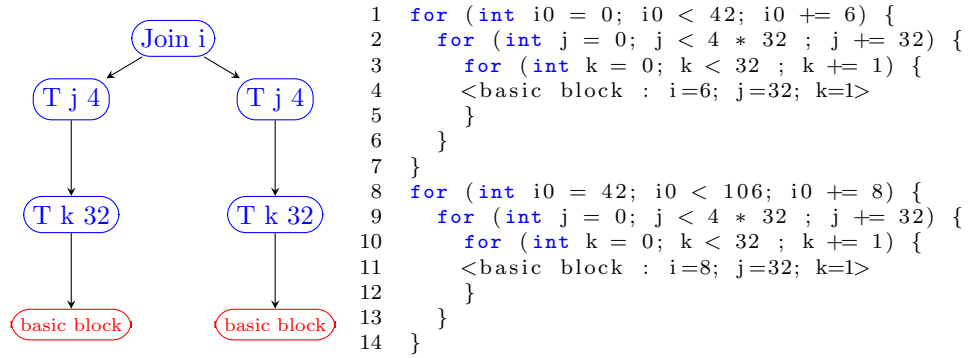 Join i
T j 4
T j 4
T k 32
T k 32
basic block
basic block
1 for (int i0 = 0; i0 < 42; i0 += 6) {
2 for (int j = 0; j < 4 * 32 ; j += 32) {
3 for (int k = 0; k < 32 ; k += 1) {
4 <basic block : i=6; j=32; k=1>
5 }
6 }
7 }
8 for (int i0 = 42; i0 < 106; i0 += 8) {
9 for (int j = 0; j < 4 * 32 ; j += 32) {
10 for (int k = 0; k < 32 ; k += 1) {
11 <basic block : i=8; j=32; k=1>
12 }
13 }
14 }